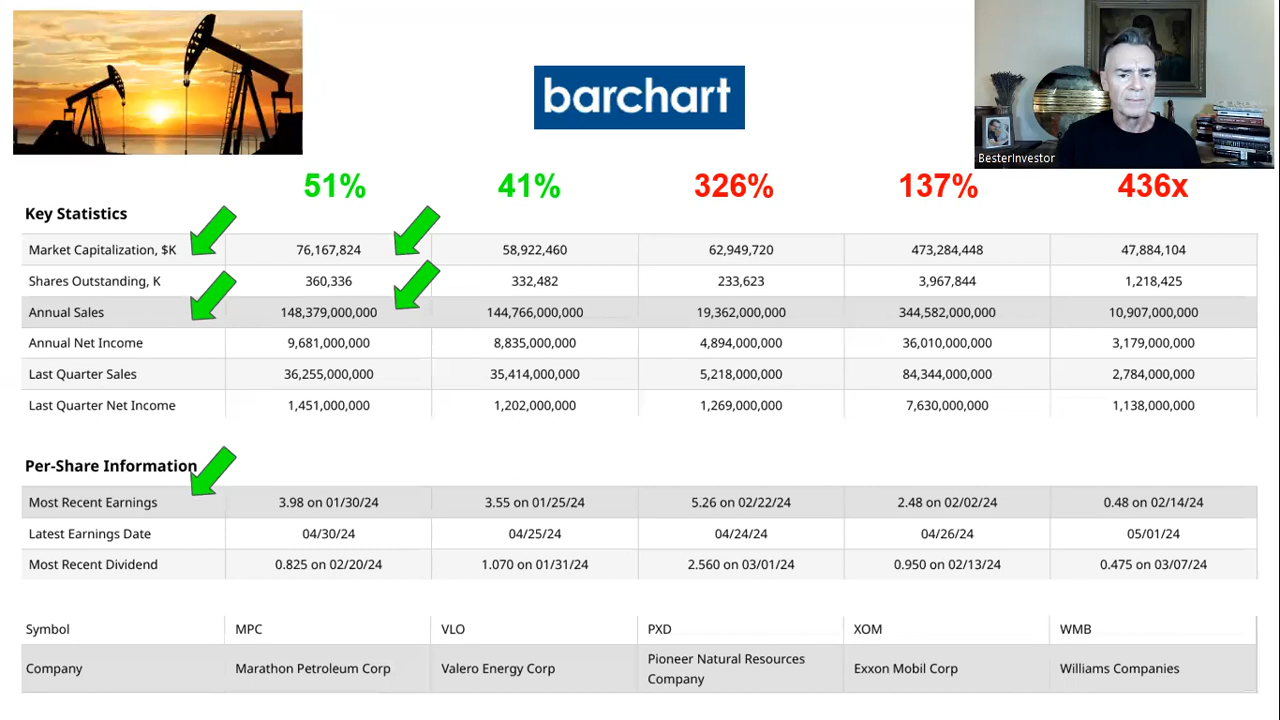 barchart
BesterInvestor
51% 41% 326% 137% 436x
Key Statistics
Market Capitalization, $K 76,167,824 58,922,460 62,949,720 473,284,448 47,884,104
Shares Outstanding, K 360,336 332,482 233,623 3,967,844 1,218,425
Annual Sales 148,379,000,000 144,766,000,000 19,362,000,000 344,582,000,000 10,907,000,000
Annual Net Income 9,681,000,000 8,835,000,000 4,894,000,000 36,010,000,000 3,179,000,000
Last Quarter Sales 36,255,000,000 35,414,000,000 5,218,000,000 84,344,000,000 2,784,000,000
Last Quarter Net Income 1,451,000,000 1,202,000,000 1,269,000,000 7,630,000,000 1,138,000,000
Per-Share Information
Most Recent Earnings 3.98 on 01/30/24 3.55 on 01/25/24 5.26 on 02/22/24 2.48 on 02/02/24 0.48 on 02/14/24
Latest Earnings Date 04/30/24 04/25/24 04/24/24 04/26/24 05/01/24
Most Recent Dividend 0.825 on 02/20/24 1.070 on 01/31/24 2.560 on 03/01/24 0.950 on 02/13/24 0.475 on 03/07/24
Symbol MPC VLO PXD XOM WMB
Company Marathon Petroleum Corp Valero Energy Corp Pioneer Natural Resources Exxon Mobil Corp Williams Companies
Company